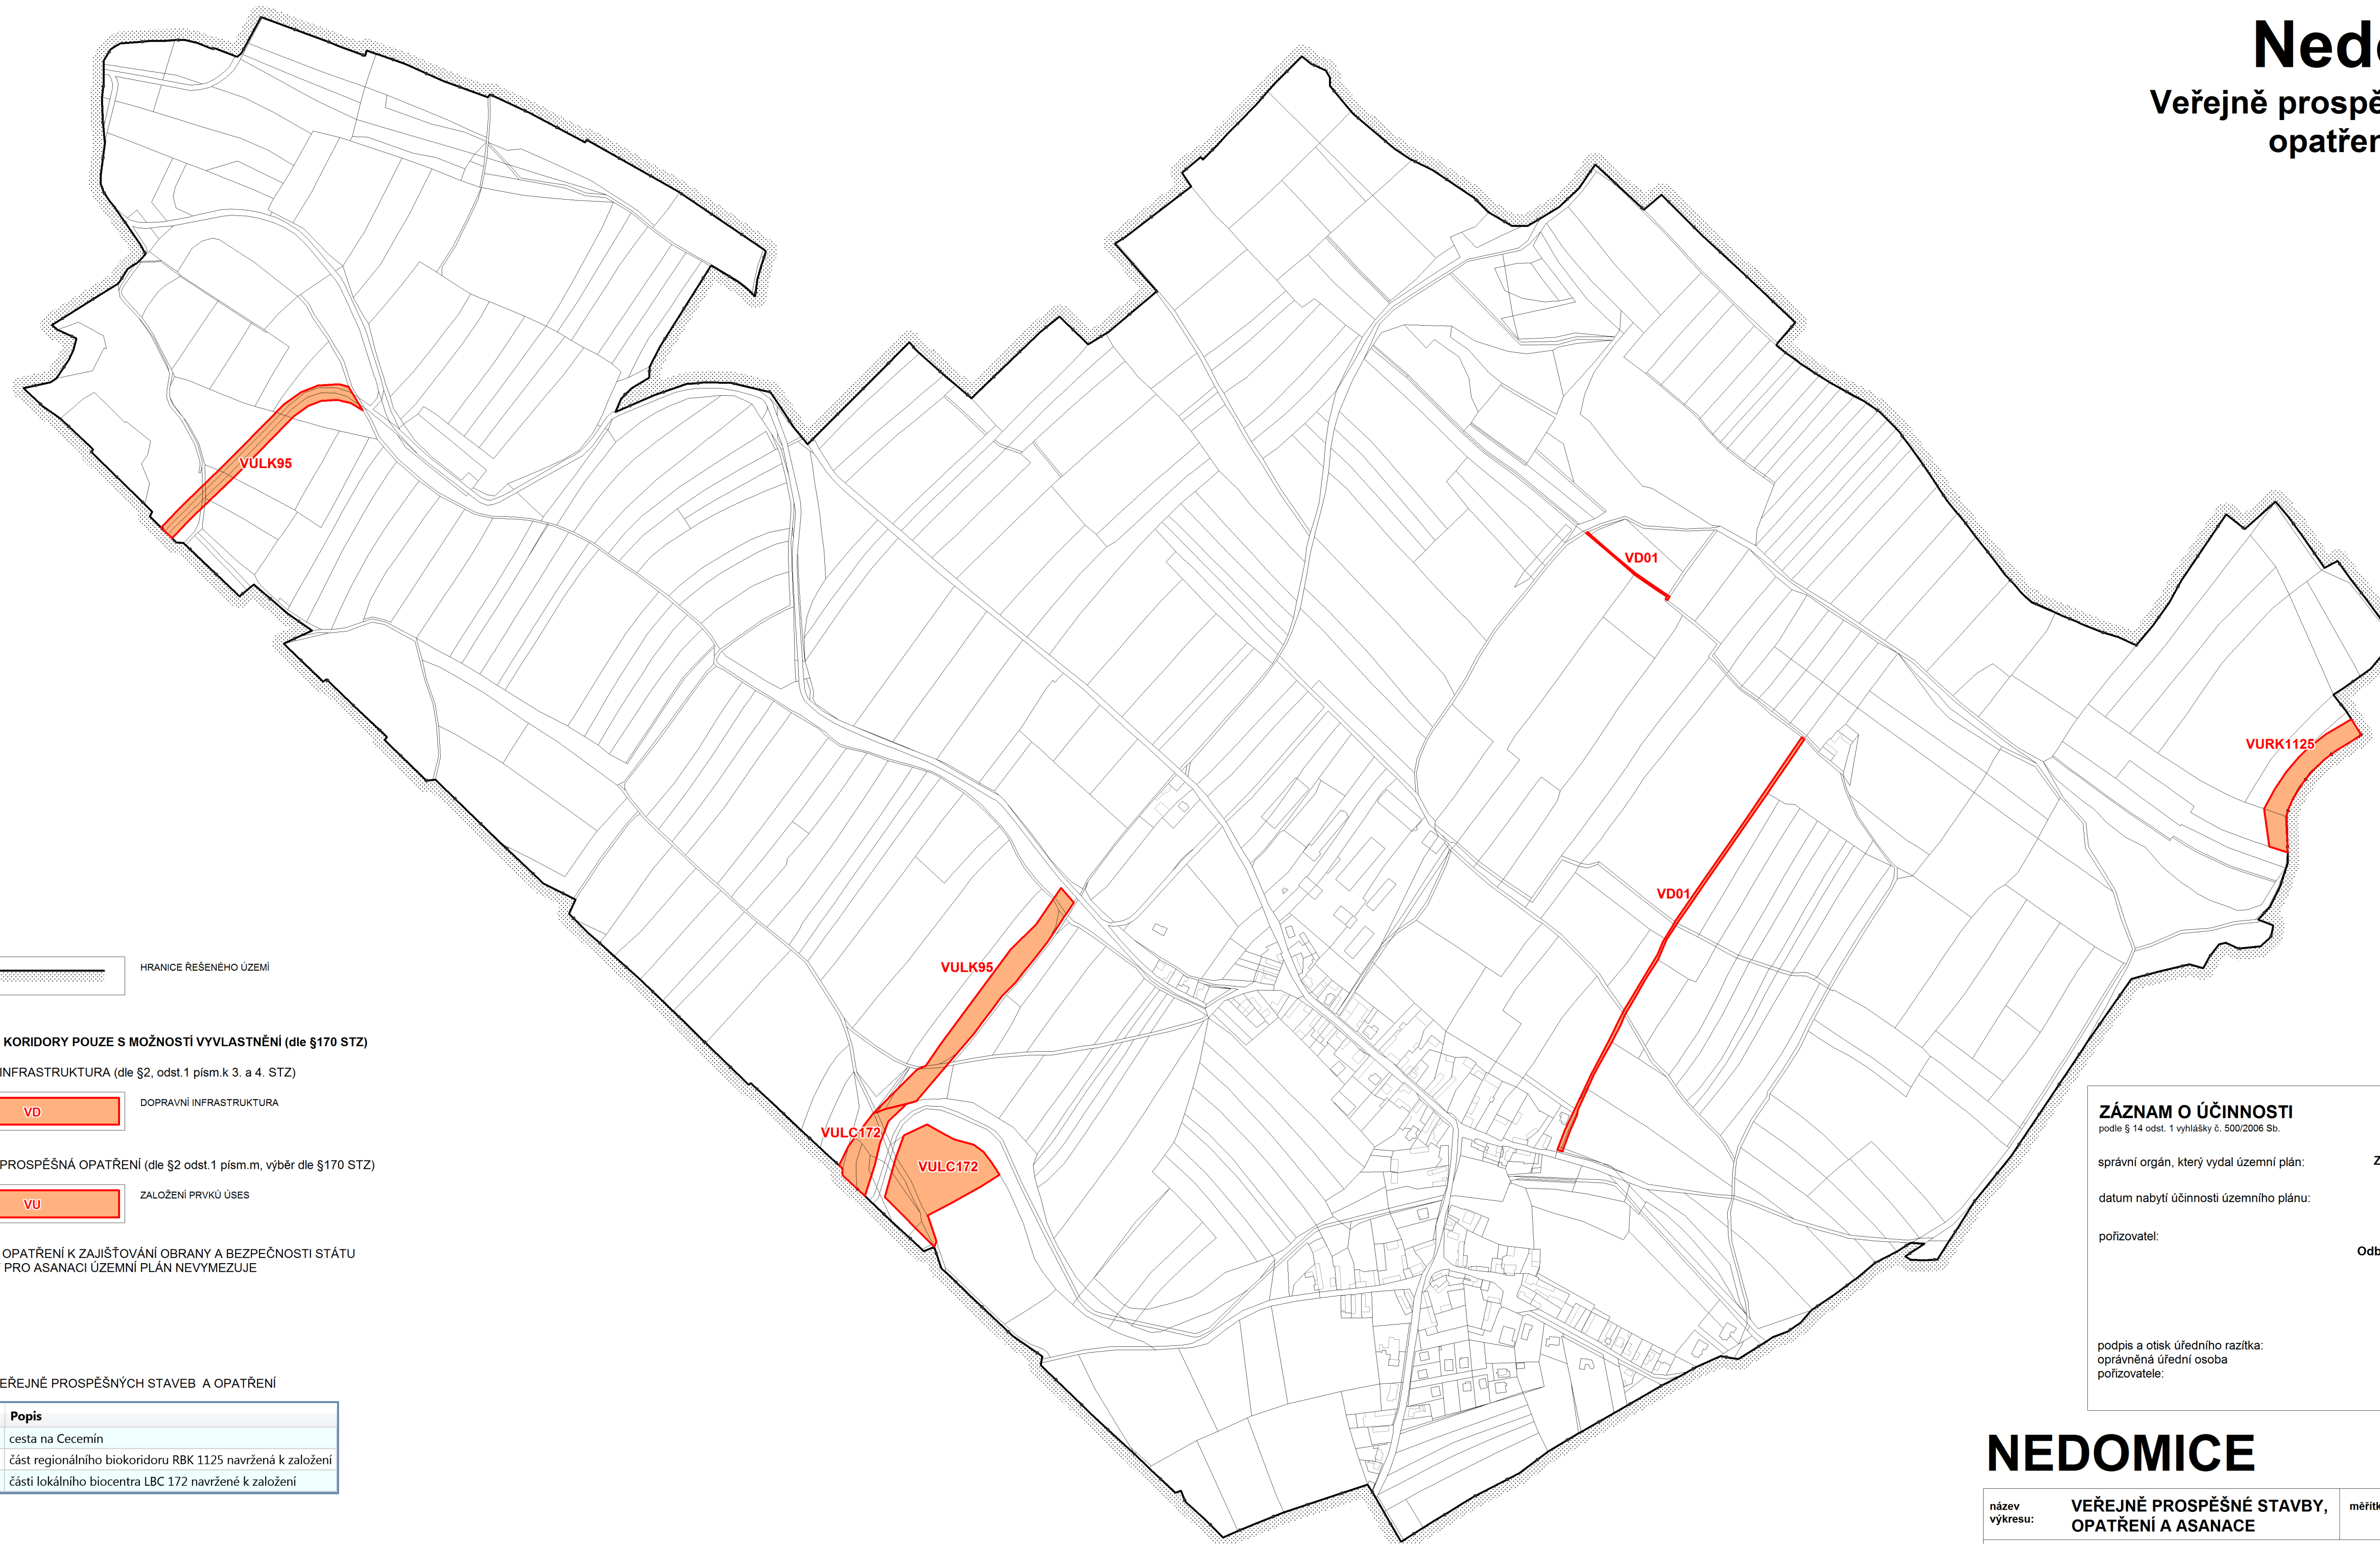 Nedo
Veřejně prospě
opatřen
VULK95
VD01
VURK1125
VD01
VULK95
VULC172
VULC172
HRANICE ŘEŠENÉHO ÚZEMÍ
KORIDORY POUZE S MOŽNOSTÍ VYVLASTNĚNÍ (dle §170 STZ)
INFRASTRUKTURA (dle §2, odst.1 písm.k 3. a 4. STZ)
VD
DOPRAVNÍ INFRASTRUKTURA
PROSPĚŠNÁ OPATŘENÍ (dle §2 odst.1 písm.m, výběr dle §170 STZ)
VU
ZALOŽENÍ PRVKŮ ÚSES
OPATŘENÍ K ZAJIŠŤOVÁNÍ OBRANY A BEZPEČNOSTI STÁTU
PRO ASANACI ÚZEMNÍ PLÁN NEVYMEZUJE
EŘEJNĚ PROSPĚŠNÝCH STAVEB A OPATŘENÍ
Popis
cesta na Cecemín
část regionálního biokoridoru RBK 1125 navržená k založení
části lokálního biocentra LBC 172 navržené k založení
ZÁZNAM O ÚČINNOSTI
podle § 14 odst. 1 vyhlášky č. 500/2006 Sb.
správní orgán, který vydal územní plán:
Z
datum nabytí účinnosti územního plánu:
pořizovatel:
Odb
podpis a otisk úředního razítka:
oprávněná úřední osoba
pořizovatele:
NEDOMICE
název
výkresu:
VEŘEJNĚ PROSPĚŠNÉ STAVBY,
OPATŘENÍ A ASANACE
měřítk